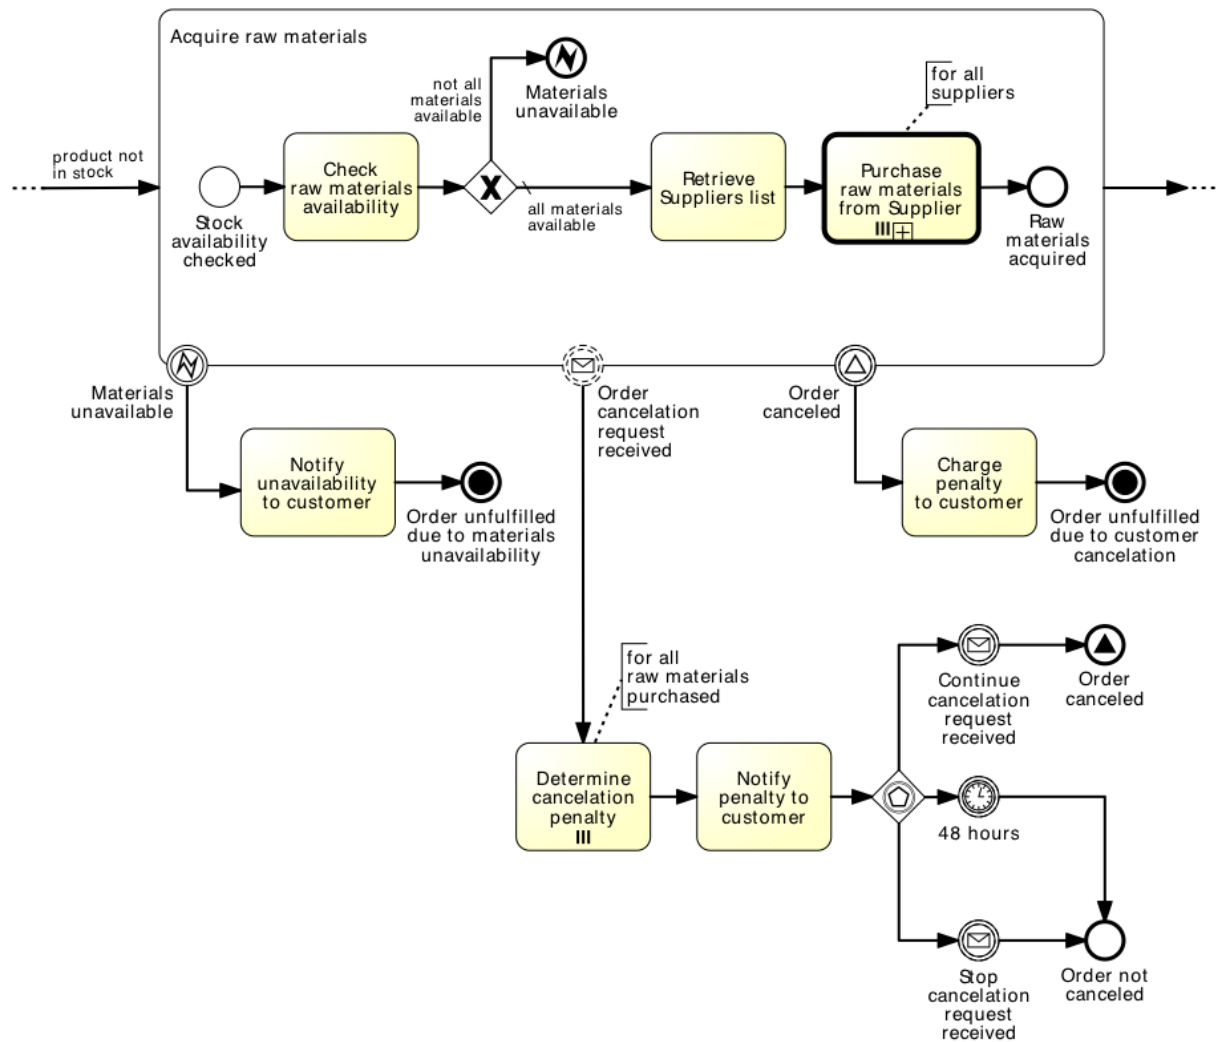 Acquire raw materials
not all
materials
available
Materials
unavailable
for all
suppliers
product not
in stock
Check
raw materials
availability
X
Retrieve
Suppliers list
Purchase
raw materials
from Supplier
all materials
available
Stock
availability
checked
Raw
materials
acquired
Materials
unavailable
Order
cancelation
request
received
Order
canceled
Notify
unavailability
to customer
Charge
penalty
to customer
Order unfulfilled
due to materials
unavailability
Order unfulfilled
due to customer
cancelation
for all
raw materials
purchased
Continue
cancelation
request
received
Order
canceled
Determine
cancelation
penalty
Notify
penalty to
customer
48 hours
Stop
cancelation
request
received
Order not
canceled